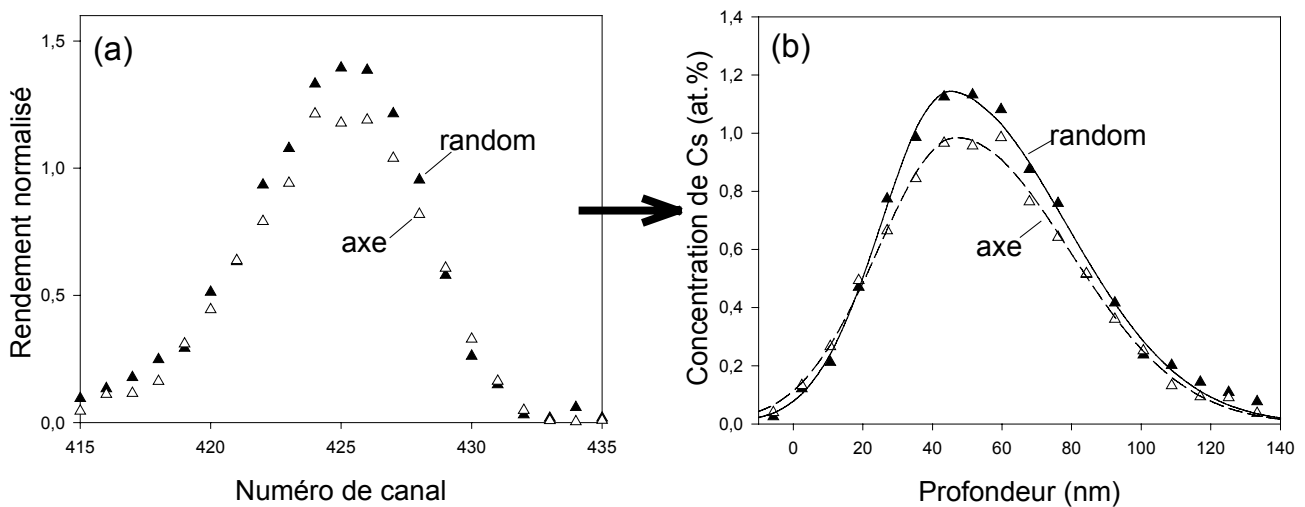 (a)
Rendement normalisé
1,5
1,0
0,5
0,0
random
axe
415
420
425
430
435
Numéro de canal
(b)
Concentration de Cs (at.%)
1,4
1,2
1,0
0,8
0,6
0,4
0,2
0,0
random
axe
0
20
40
60
80
100
120
140
Profondeur (nm)